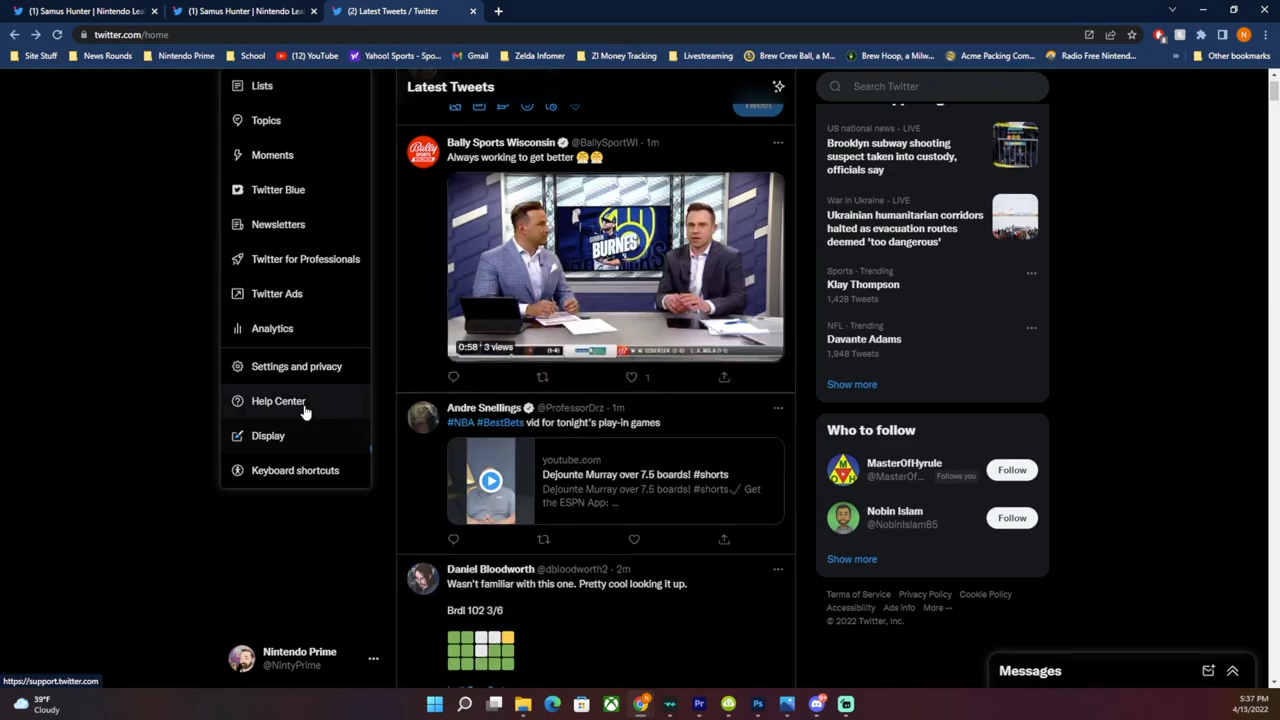 (1) Samus Hunter | Nintendo Lea
(1) Samus Hunter | Nintendo Lea
(2) Latest Tweets / Twitter
twitter.com/home
Site Stuff
News Rounds
Nintendo Prime
School
(12) YouTube
Yahoo! Sports - Spo...
Gmail
Zelda Infomer
ZI Money Tracking
Livestreaming
Brew Crew Ball, a M...
Brew Hoop, a Milw...
Acme Packing Com...
Radio Free Nintend...
Other bookmarks
Lists
Topics
Moments
Twitter Blue
Newsletters
Twitter for Professionals
Twitter Ads
Analytics
Settings and privacy
Help Center
Display
Keyboard shortcuts
Nintendo Prime
@NintyPrime
https://support.twitter.com
Latest Tweets
Tweet
Bally Sports Wisconsin @BallySportWI · 1m
Always working to get better
BURNES
0:58 3 views
1
Andre Snellings @ProfessorDrz · 1m
#NBA #BestBets vid for tonight's play-in games
youtube.com
Dejounte Murray over 7.5 boards! #shorts
Dejounte Murray over 7.5 boards! #shorts✓ Get
the ESPN App: ...
Daniel Bloodworth @dbloodworth2 · 2m
Wasn't familiar with this one. Pretty cool looking it up.
Brdl 102 3/6
Search Twitter
US national news · LIVE
Brooklyn subway shooting
suspect taken into custody,
officials say
War in Ukraine · LIVE
Ukrainian humanitarian corridors
halted as evacuation routes
deemed 'too dangerous'
Sports · Trending
Klay Thompson
1,428 Tweets
NFL · Trending
Davante Adams
1,948 Tweets
Show more
Who to follow
MasterOfHyrule
@MasterOf... Follows you
Follow
Nobin Islam
@NobinIslam85
Follow
Show more
Terms of Service Privacy Policy Cookie Policy
Accessibility Ads info More ···
© 2022 Twitter, Inc.
Messages
39°F
Cloudy
5:37 PM
4/13/2022